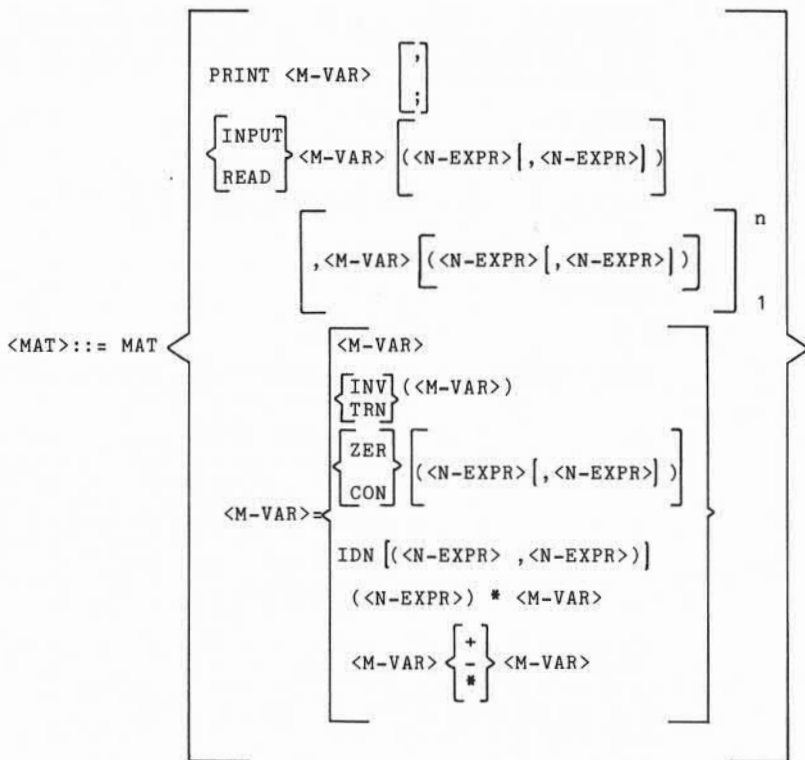 ,
PRINT <M-VAR>
;
INPUT
<M-VAR> (<N-EXPR>[,<N-EXPR>])
READ
n
,<M-VAR> [(<N-EXPR>[,<N-EXPR>])]
1
<MAT>::= MAT
<M-VAR>
INV
(<M-VAR>)
TRN
ZER
[(<N-EXPR>[,<N-EXPR>])]
CON
<M-VAR>=
IDN [(<N-EXPR> ,<N-EXPR>)]
(<N-EXPR>) * <M-VAR>
+
<M-VAR> { - } <M-VAR>
*